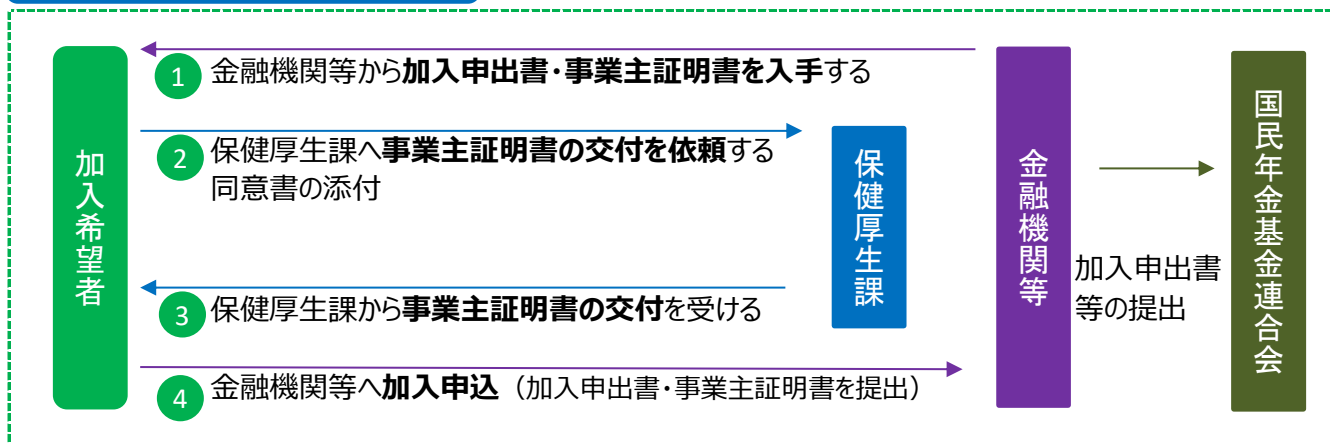 加入希望者
1 金融機関等から加入申出書・事業主証明書を入手する
2 保健厚生課へ事業主証明書の交付を依頼する
同意書の添付
3 保健厚生課から事業主証明書の交付を受ける
4 金融機関等へ加入申込（加入申出書・事業主証明書を提出）
保健厚生課
金融機関等
加入申出書
等の提出
国民年金基金連合会